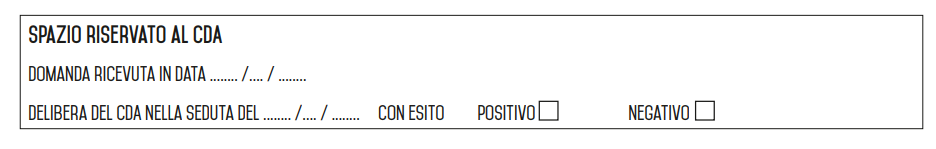 SPAZIO RISERVATO AL CDA
DOMANDA RICEVUTA IN DATA ........ /.... / ........
DELIBERA DEL CDA NELLA SEDUTA DEL ........ /.... / ........ CON ESITO POSITIVO☐ NEGATIVO ☐